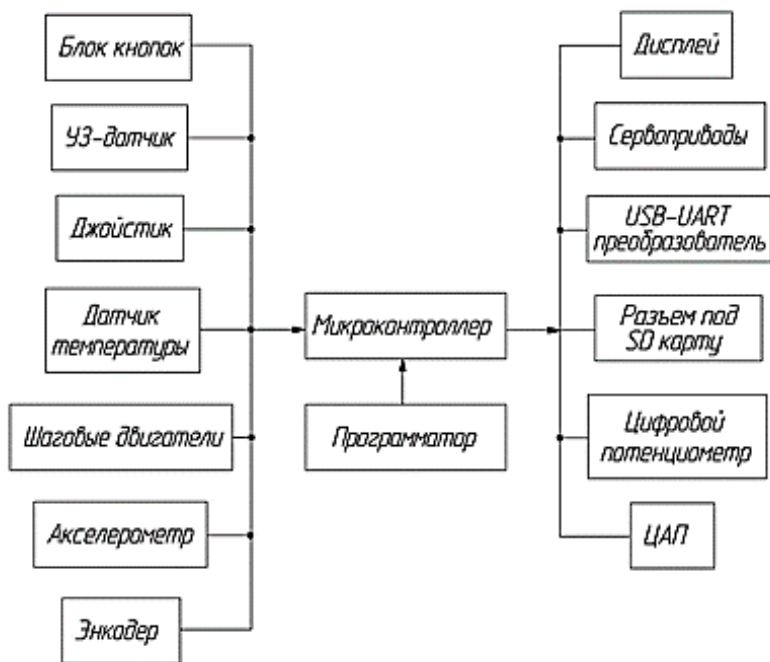 Блок кнопок
УЗ-датчик
Джойстик
Датчик
температуры
Шаговые двигатели
Акселерометр
Энкодер
Микроконтроллер
Программатор
Дисплей
Сервоприводы
USB-UART
преобразователь
Разъем под
SD карту
Цифровой
потенциометр
ЦАП